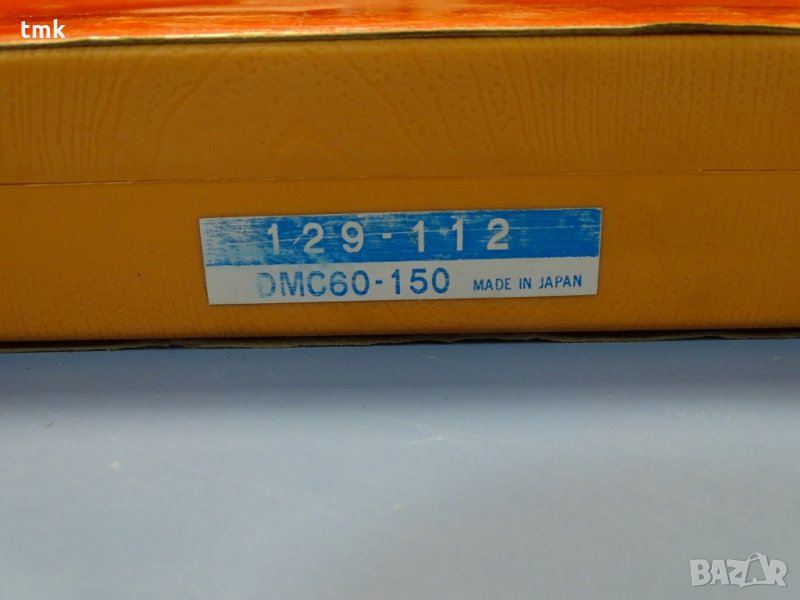 tmk
129-112
DMC60-150 MADE IN JAPAN
BAZAR